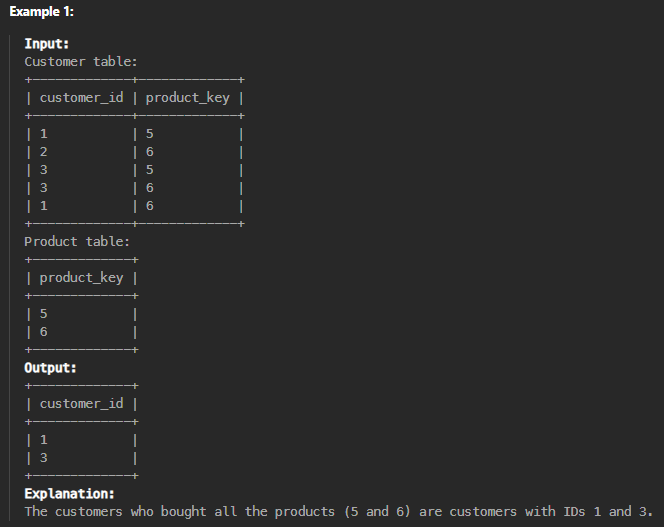 Example 1:
Input:
Customer table:
+-------------+-------------+
| customer_id | product_key |
+-------------+-------------+
| 1           | 5           |
| 2           | 6           |
| 3           | 5           |
| 3           | 6           |
| 1           | 6           |
+-------------+-------------+
Product table:
+-------------+
| product_key |
+-------------+
| 5           |
| 6           |
+-------------+
Output:
+-------------+
| customer_id |
+-------------+
| 1           |
| 3           |
+-------------+
Explanation:
The customers who bought all the products (5 and 6) are customers with IDs 1 and 3.